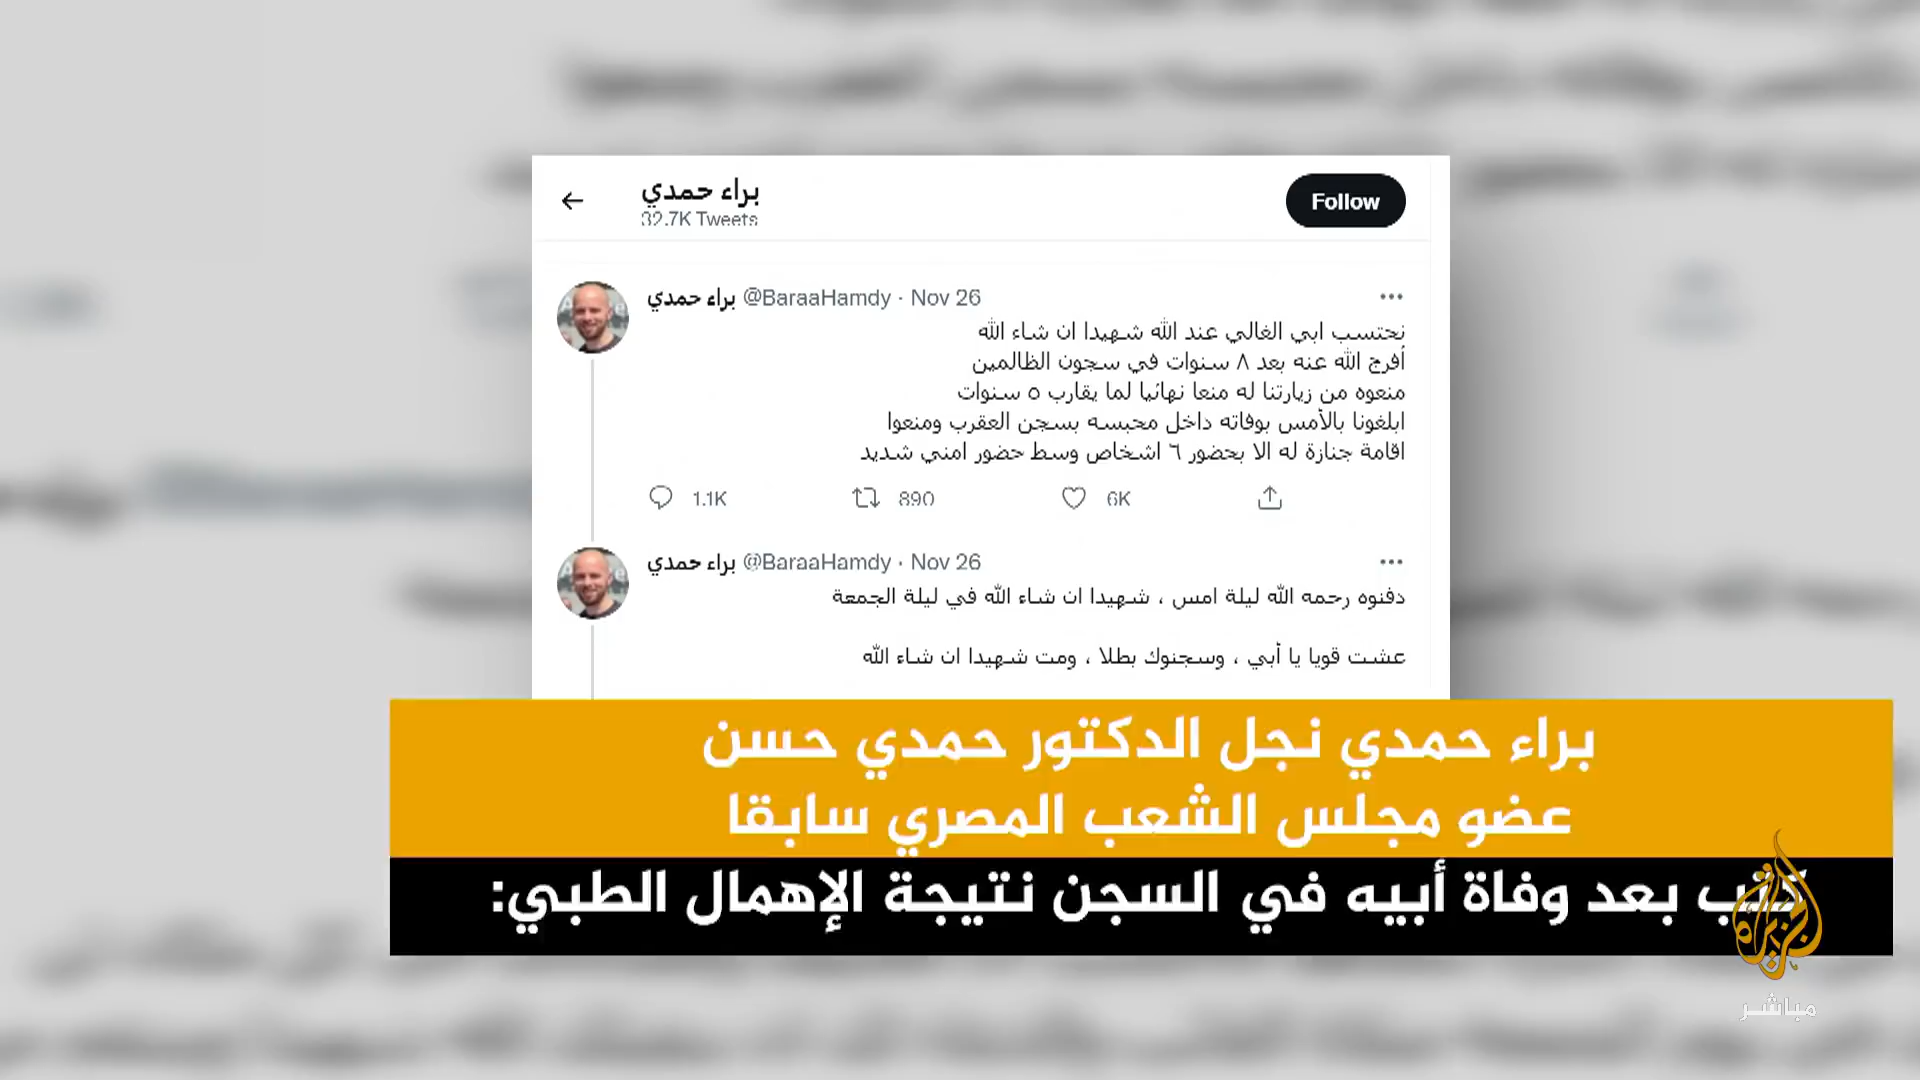 براء حمدي
32.7K Tweets
Follow
براء حمدي @BaraaHamdy · Nov 26
نحتسب ابي الغالي عند الله شهيدا ان شاء الله
أفرج الله عنه بعد ٨ سنوات في سجون الظالمين
منعوه من زيارتنا له منعا نهائيا لما يقارب ٥ سنوات
ابلغونا بالأمس بوفاته داخل محبسه بسجن العقرب ومنعوا
اقامة جنازة له الا بحضور ٦ اشخاص وسط حضور امني شديد
1.1K 890 6K
براء حمدي @BaraaHamdy · Nov 26
دفنوه رحمه الله ليلة امس ، شهيدا ان شاء الله في ليلة الجمعة
عشت قويا يا أبي ، وسجنوك بطلا ، ومت شهيدا ان شاء الله
براء حمدي نجل الدكتور حمدي حسن
عضو مجلس الشعب المصري سابقا
كتب بعد وفاة أبيه في السجن نتيجة الإهمال الطبي:
الجزيرة
مباشر